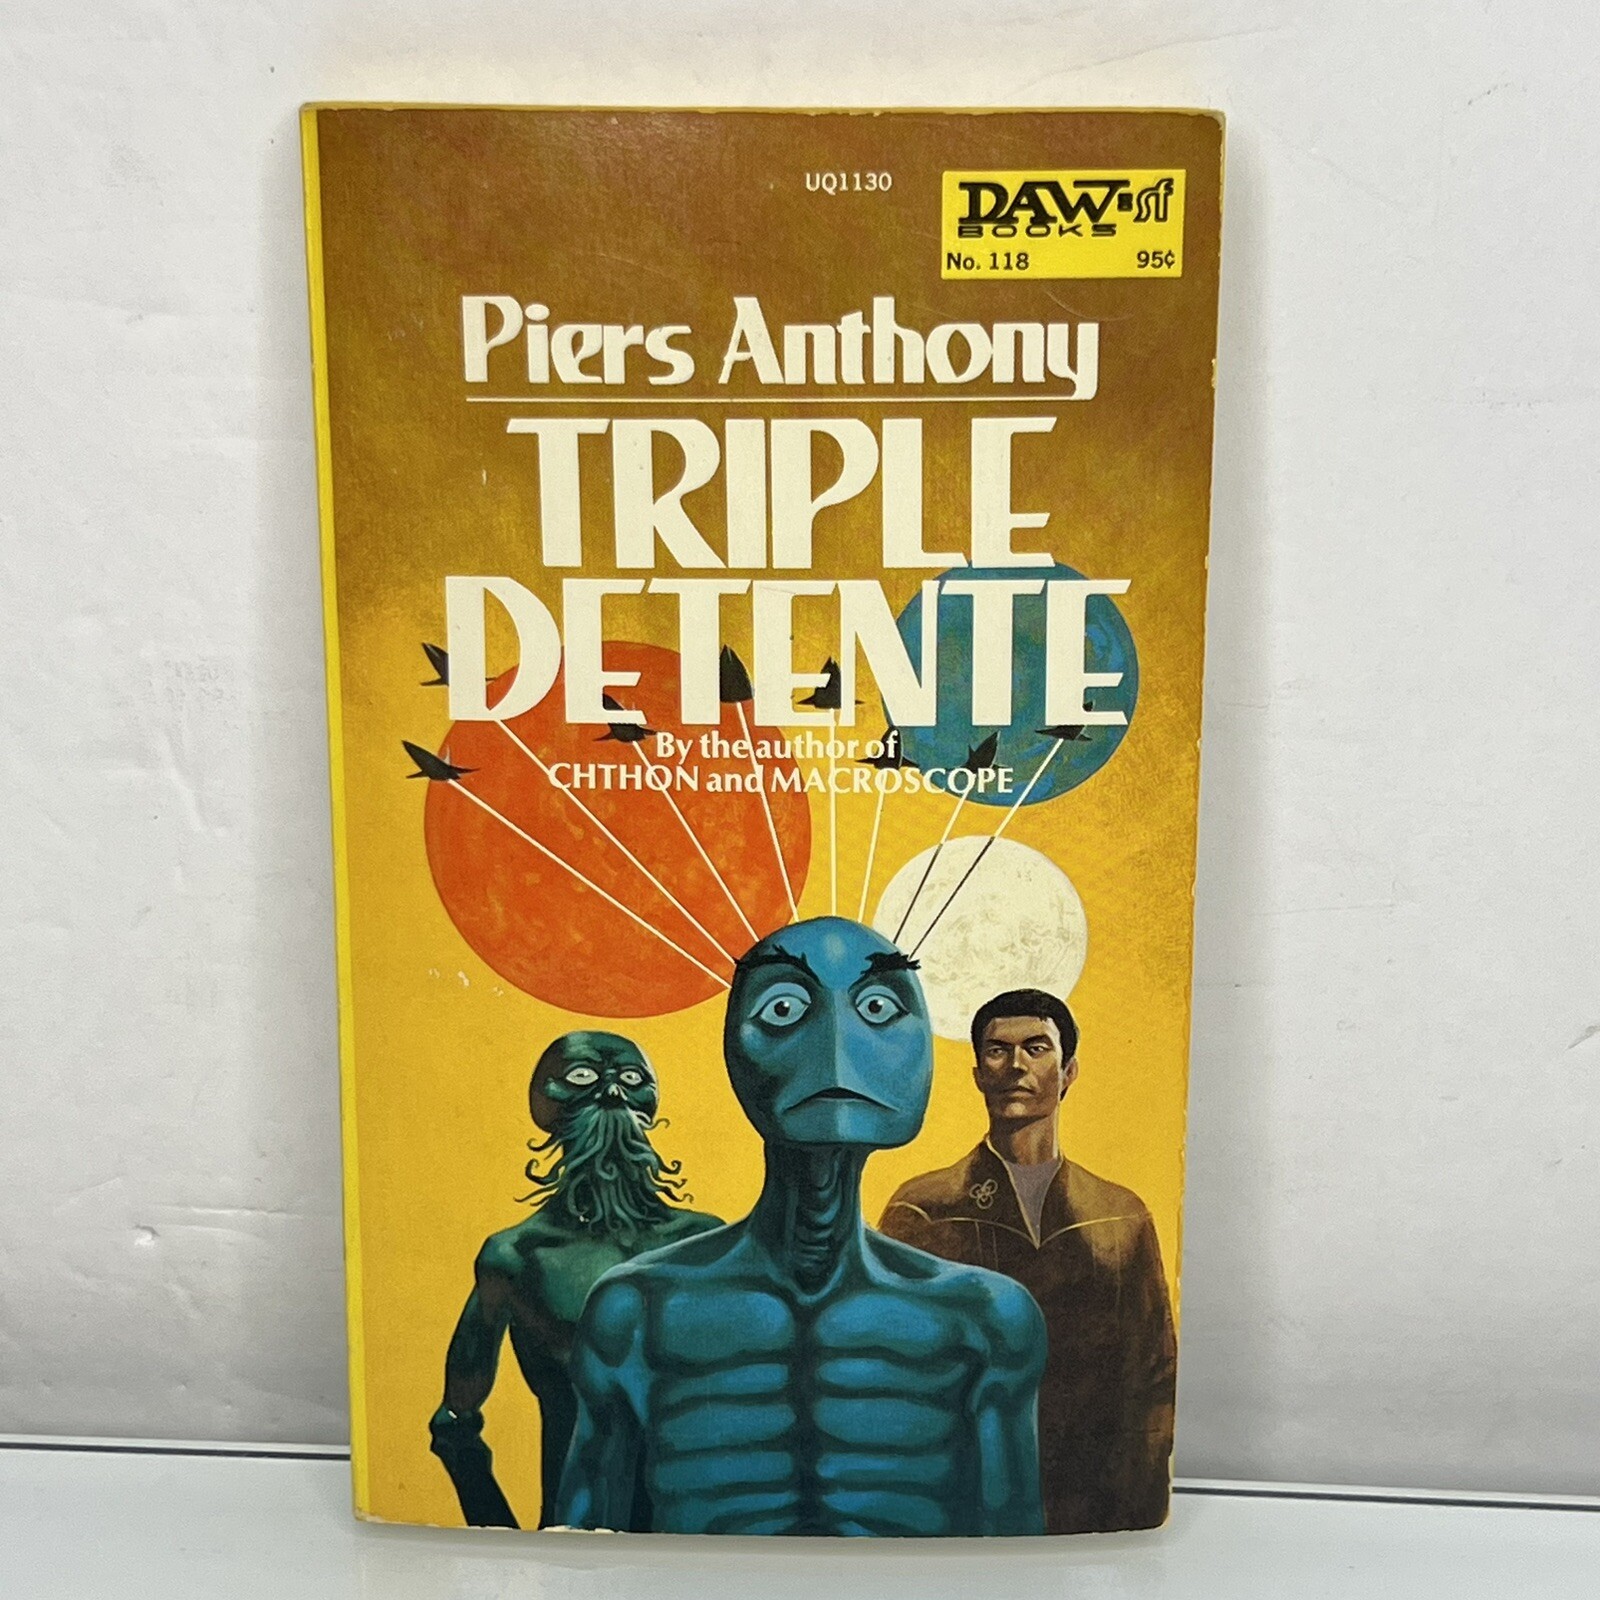 UQ1130
DAW sf
BOOKS
No. 118 95¢
Piers Anthony
TRIPLE
DETENTE
By the author of
CHTHON and MACROSCOPE